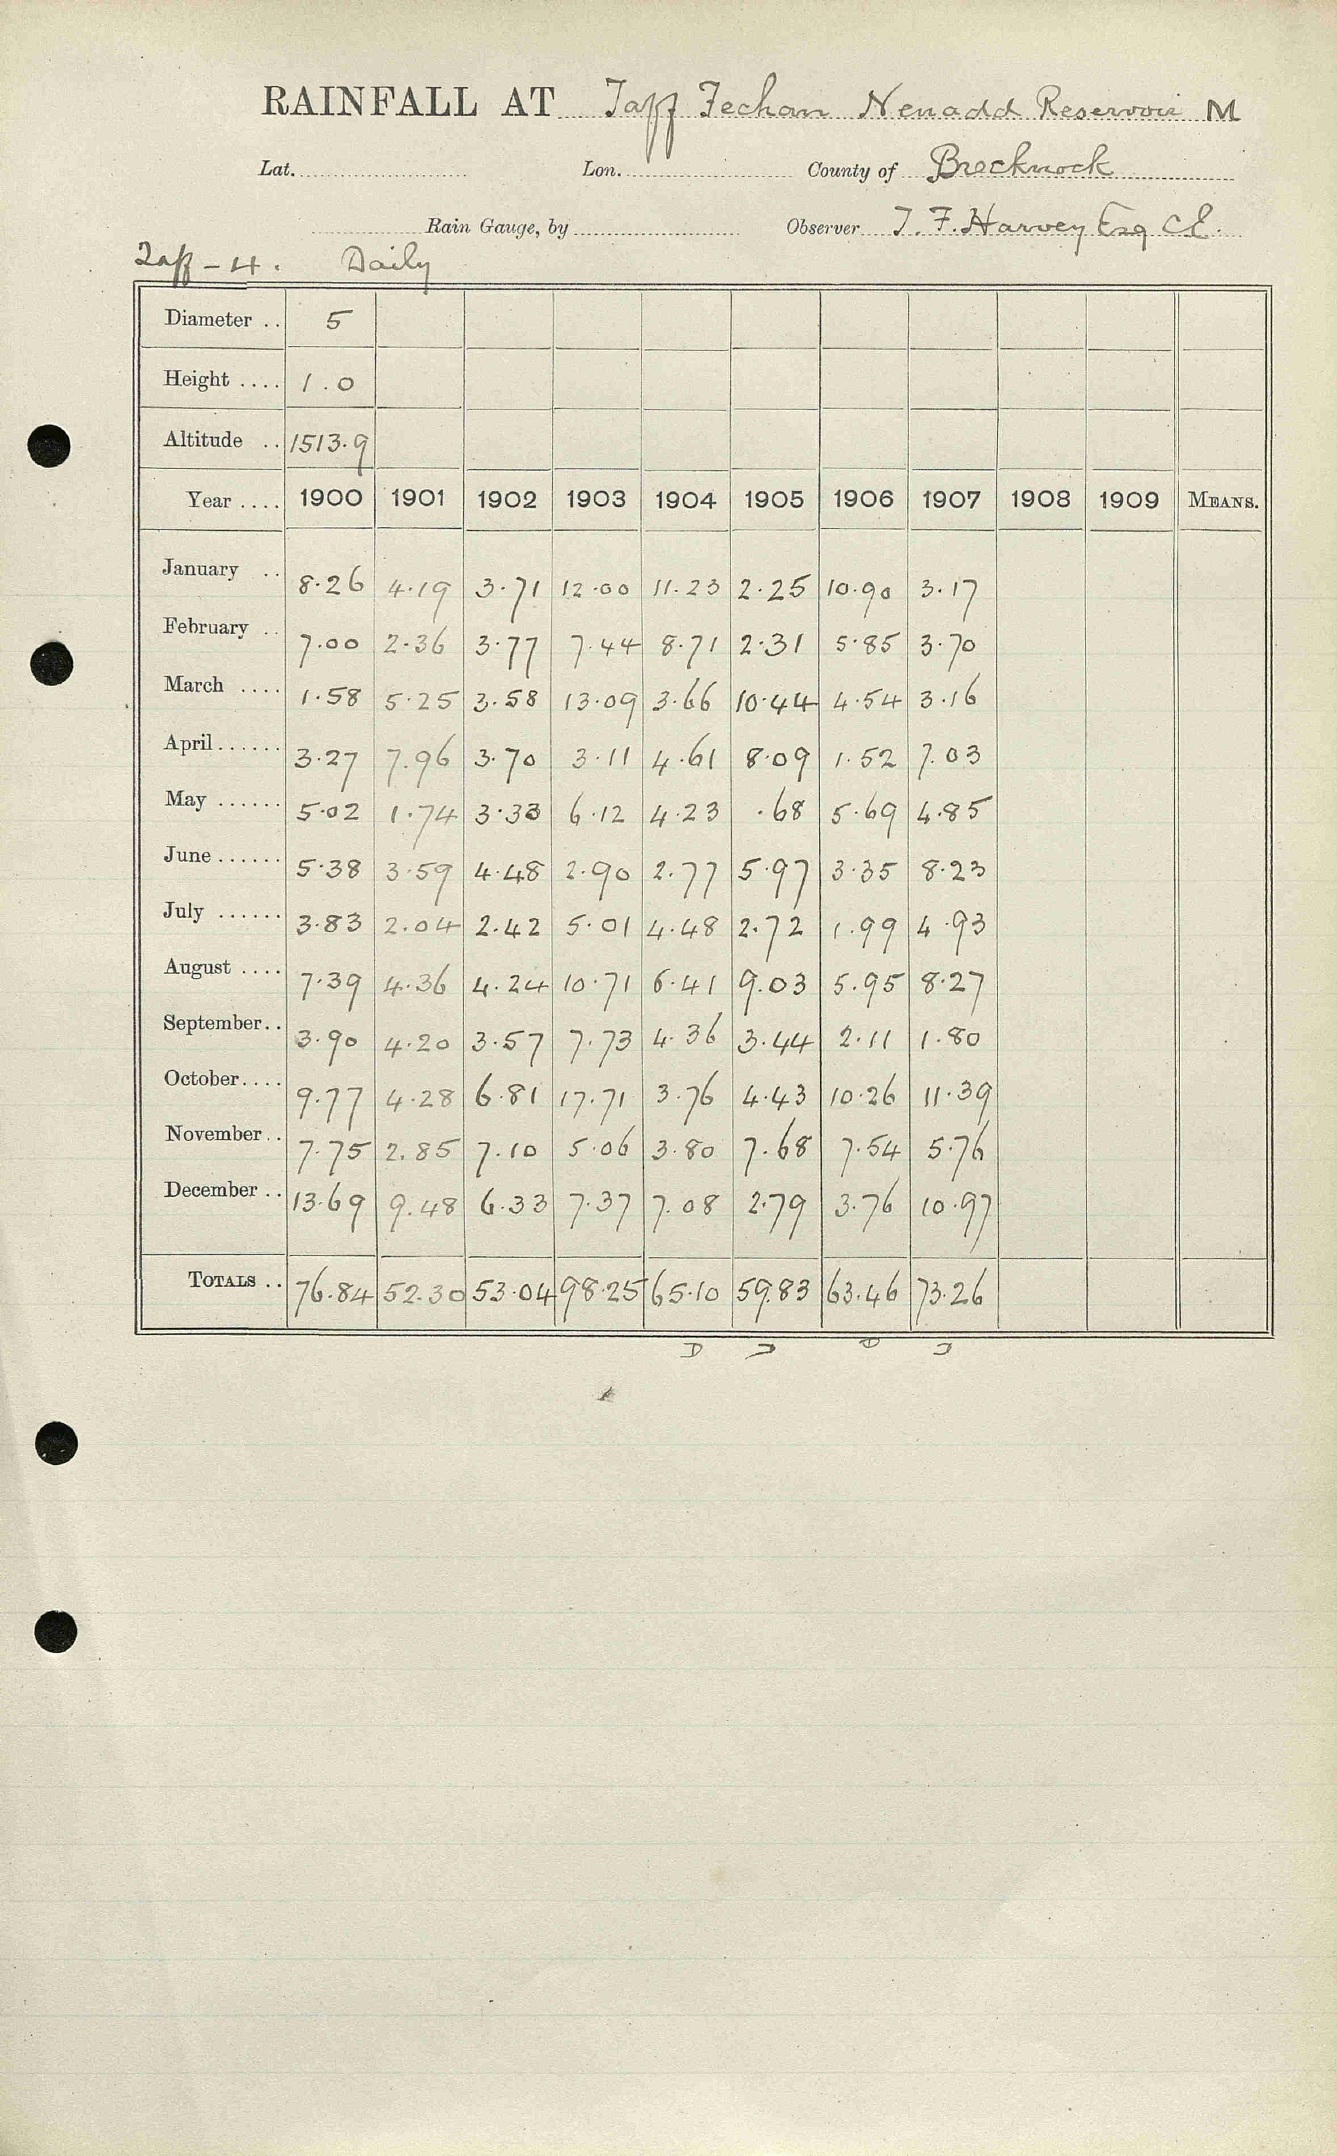 RAINFALL AT Taff Fechan Nenadd Reservoir M
Lat. Lon. County of Brecknock
Rain Gauge, by Observer T. F. Harvey Esq CE.
Taff - 4. Daily
Diameter .. 5
Height .... 1.0
Altitude .. 1513.9
Year .... 1900 1901 1902 1903 1904 1905 1906 1907 1908 1909 MEANS.
January .. 8.26 4.19 3.71 12.00 11.23 2.25 10.90 3.17
February .. 7.00 2.36 3.77 7.44 8.71 2.31 5.85 3.70
March .... 1.58 5.25 3.58 13.09 3.66 10.44 4.54 3.16
April...... 3.27 7.96 3.70 3.11 4.61 8.09 1.52 7.03
May ...... 5.02 1.74 3.33 6.12 4.23 .68 5.69 4.85
June...... 5.38 3.59 4.48 2.90 2.77 5.97 3.35 8.23
July ...... 3.83 2.04 2.42 5.01 4.48 2.72 1.99 4.93
August .... 7.39 4.36 4.24 10.71 6.41 9.03 5.95 8.27
September.. 3.90 4.20 3.57 7.73 4.36 3.44 2.11 1.80
October.... 9.77 4.28 6.81 17.71 3.76 4.43 10.26 11.39
November.. 7.75 2.85 7.10 5.06 3.80 7.68 7.54 5.76
December .. 13.69 9.48 6.33 7.37 7.08 2.79 3.76 10.97
TOTALS .. 76.84 52.30 53.04 98.25 65.10 59.83 63.46 73.26
D D D D